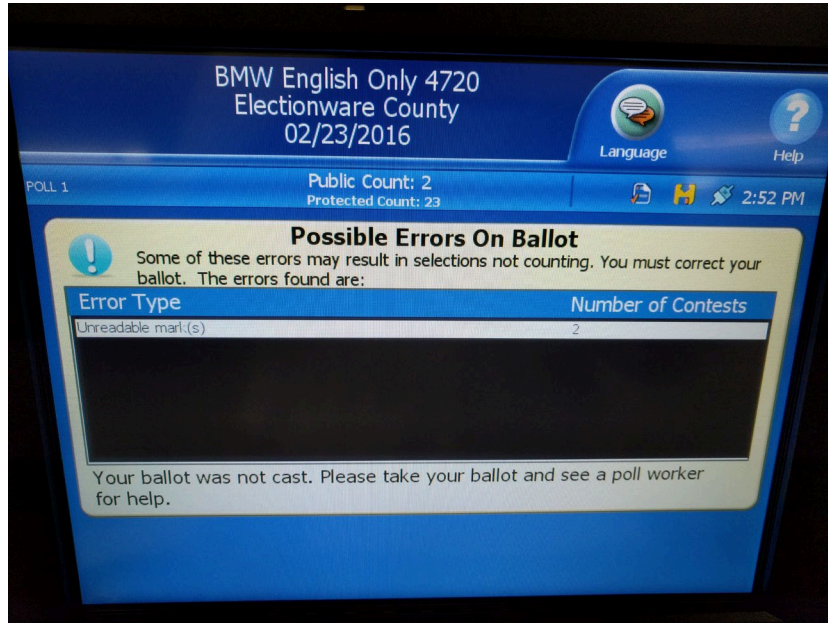 BMW English Only 4720
Electionware County
02/23/2016
Language
Help
POLL 1
Public Count: 2
Protected Count: 23
2:52 PM
Possible Errors On Ballot
Some of these errors may result in selections not counting. You must correct your
ballot. The errors found are:
Error Type Number of Contests
Unreadable mark(s) 2
Your ballot was not cast. Please take your ballot and see a poll worker
for help.